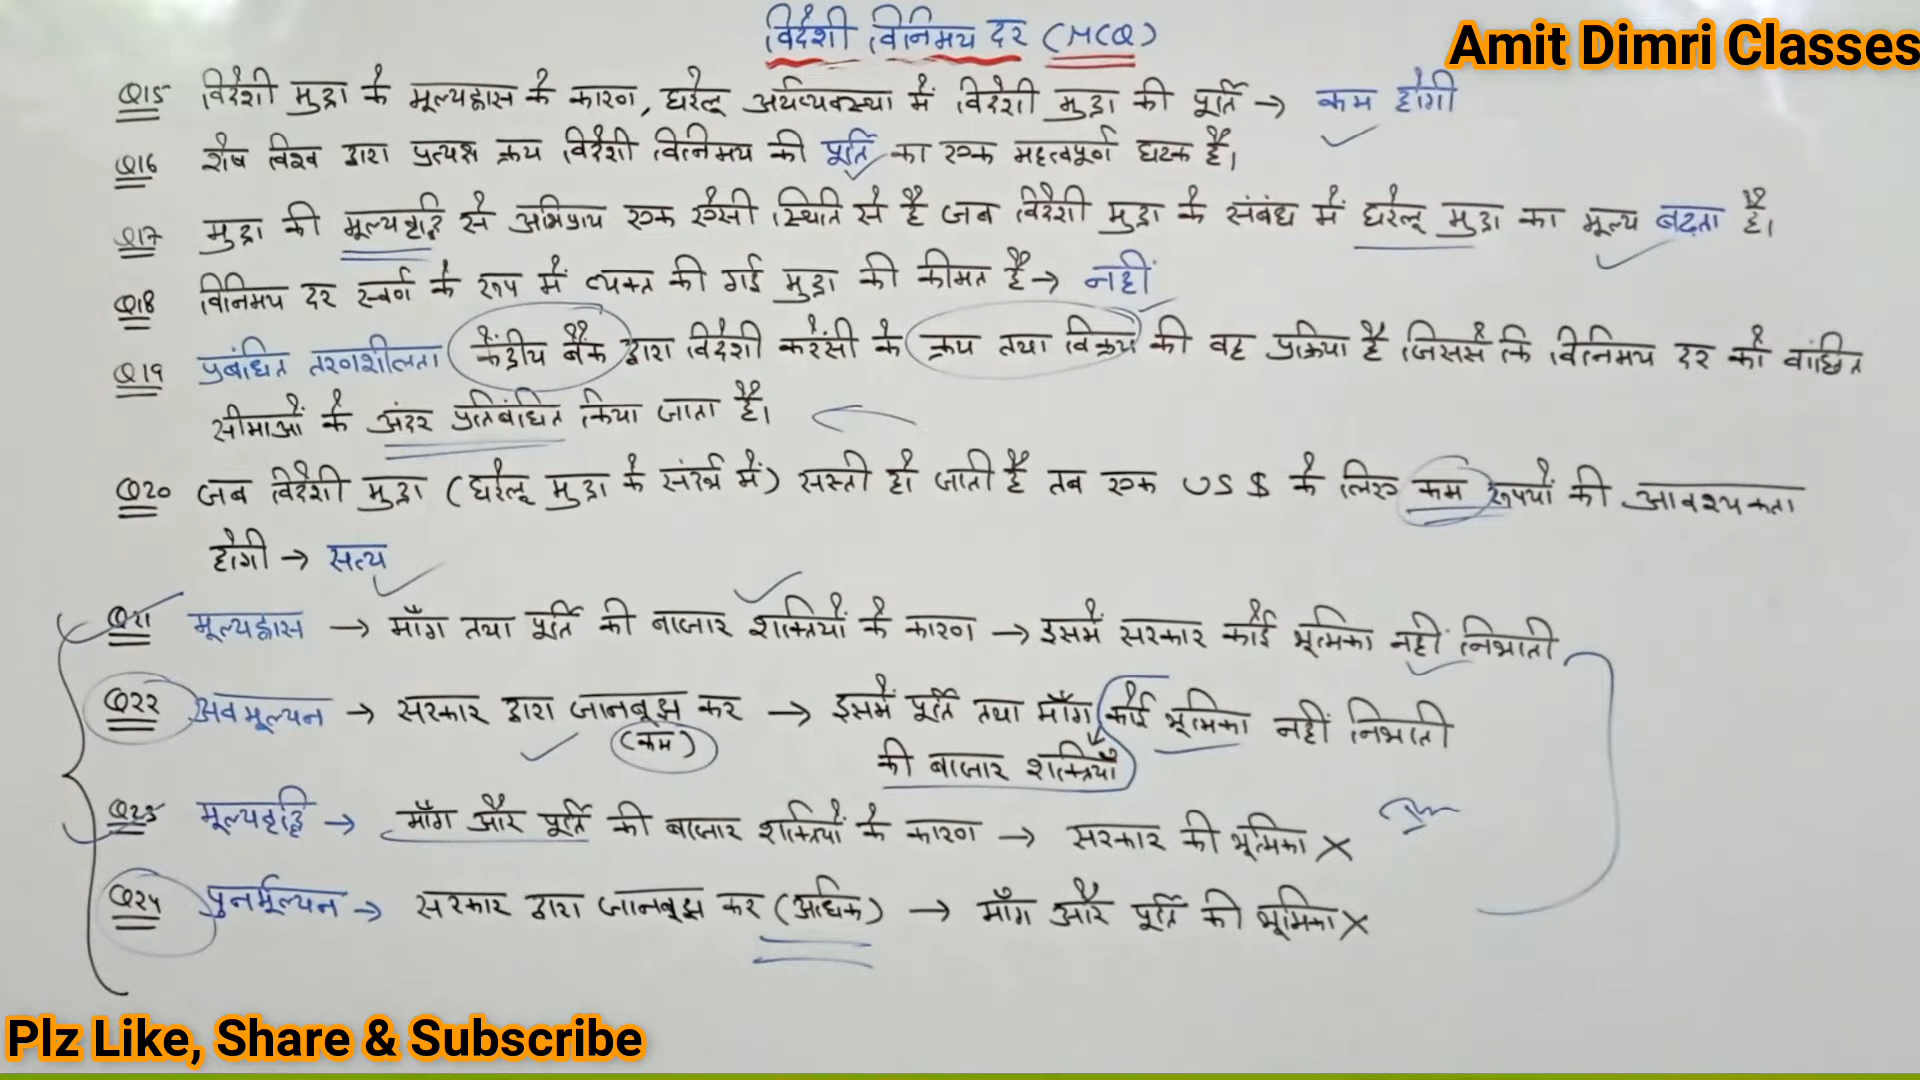 विदेशी विनिमय दर (MCQ)
Amit Dimri Classes
Q15 विदेशी मुद्रा के मूल्यह्रास के कारण, घरेलू अर्थव्यवस्था में विदेशी मुद्रा की पूर्ति → कम होगी
Q16 शेष विश्व द्वारा प्रत्यक्ष क्रय विदेशी विनिमय की पूर्ति का एक महत्वपूर्ण घटक है।
Q17 मुद्रा की मूल्यवृद्धि से अभिप्राय एक ऐसी स्थिति से है जब विदेशी मुद्रा के संबंध में घरेलू मुद्रा का मूल्य बढ़ता है।
Q18 विनिमय दर स्वर्ण के रूप में व्यक्त की गई मुद्रा की कीमत है → नहीं
Q19 प्रबंधित तरणशीलता केंद्रीय बैंक द्वारा विदेशी करेंसी के क्रय तथा विक्रय की वह प्रक्रिया है जिससे कि विनिमय दर को वांछित
सीमाओं के अंदर प्रतिबंधित किया जाता है।
Q20 जब विदेशी मुद्रा (घरेलू मुद्रा के संदर्भ में) सस्ती हो जाती है तब एक US $ के लिए कम रूपयों की आवश्यकता
होगी → सत्य
Q21 मूल्यह्रास → माँग तथा पूर्ति की बाजार शक्तियों के कारण → इसमें सरकार कोई भूमिका नहीं निभाती
Q22 अवमूल्यन → सरकार द्वारा जानबूझ कर → इसमें पूर्ति तथा माँग कोई भूमिका नहीं निभाती
(कम) की बाजार शक्तियाँ
Q23 मूल्यवृद्धि → माँग और पूर्ति की बाजार शक्तियों के कारण → सरकार की भूमिका X
Q24 पुनर्मूल्यन → सरकार द्वारा जानबूझ कर (अधिक) → माँग और पूर्ति की भूमिका X
Plz Like, Share & Subscribe